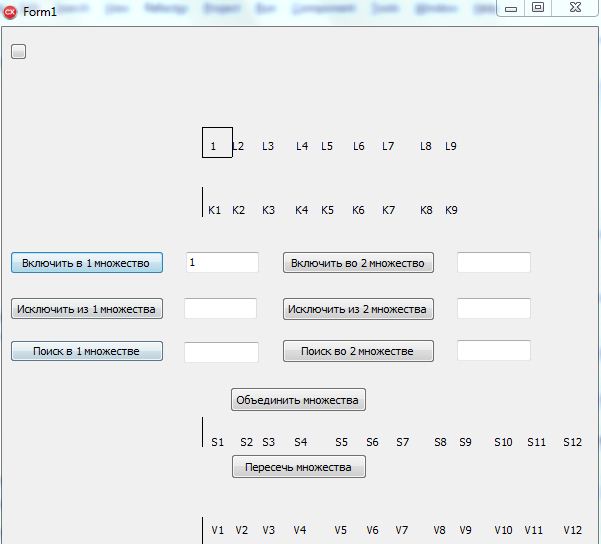 Form1
1 L2 L3 L4 L5 L6 L7 L8 L9
K1 K2 K3 K4 K5 K6 K7 K8 K9
Включить в 1 множество 1 Включить во 2 множество
Исключить из 1 множества Исключить из 2 множества
Поиск в 1 множестве Поиск во 2 множестве
Объединить множества
S1 S2 S3 S4 S5 S6 S7 S8 S9 S10 S11 S12
Пересечь множества
V1 V2 V3 V4 V5 V6 V7 V8 V9 V10 V11 V12